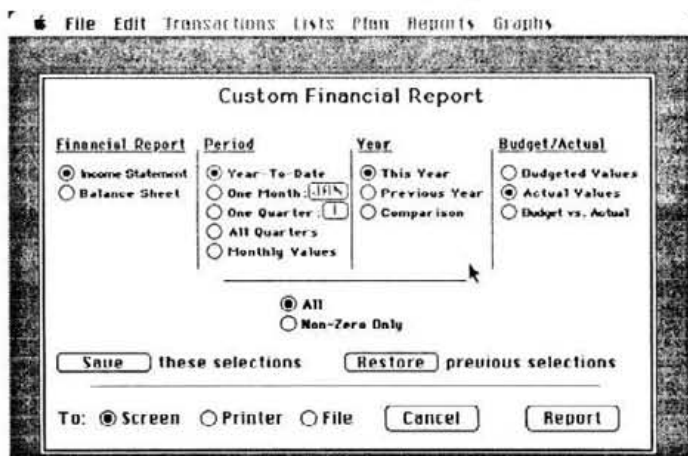 File Edit Transactions Lists Plan Reports Graphs
Custom Financial Report
Financial Report Period Year Budget/Actual
Income Statement Year-To-Date This Year Budgeted Values
Balance Sheet One Month: JAN Previous Year Actual Values
One Quarter: 1 Comparison Budget vs. Actual
All Quarters
Monthly Values
All
Non-Zero Only
Save these selections Restore previous selections
To: Screen Printer File Cancel Report